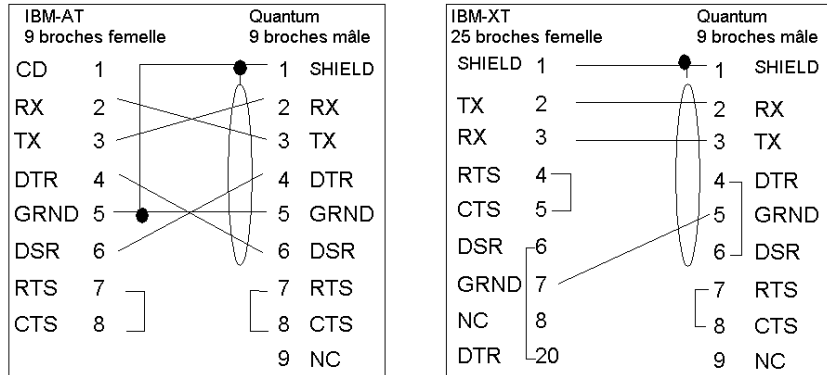 IBM-AT Quantum
9 broches femelle 9 broches mâle
CD 1 1 SHIELD
RX 2 2 RX
TX 3 3 TX
DTR 4 4 DTR
GRND 5 5 GRND
DSR 6 6 DSR
RTS 7 7 RTS
CTS 8 8 CTS
9 NC
IBM-XT Quantum
25 broches femelle 9 broches mâle
SHIELD 1 1 SHIELD
TX 2 2 RX
RX 3 3 TX
RTS 4 4 DTR
CTS 5 5 GRND
DSR 6 6 DSR
GRND 7 7 RTS
NC 8 8 CTS
DTR 20 9 NC